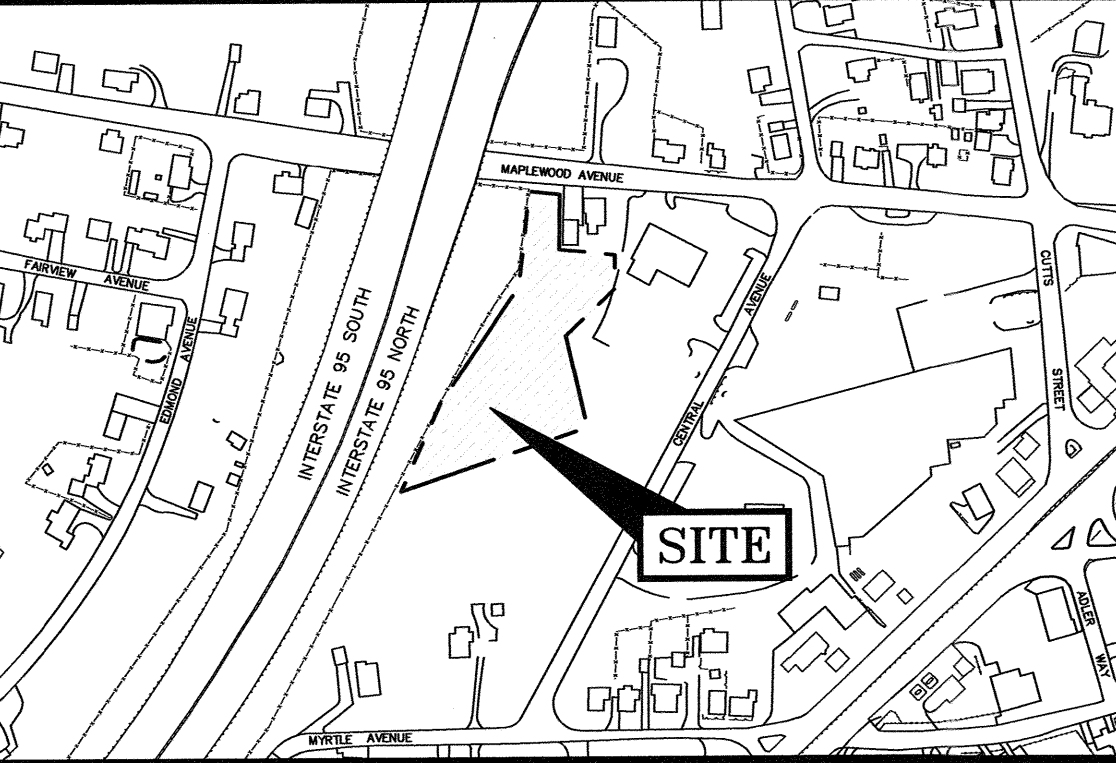 MAPLEWOOD AVENUE
FAIRVIEW AVENUE
EDMOND AVENUE
INTERSTATE 95 SOUTH
INTERSTATE 95 NORTH
CENTRAL AVENUE
CUTTS STREET
SITE
ADLER WAY
MYRTLE AVENUE